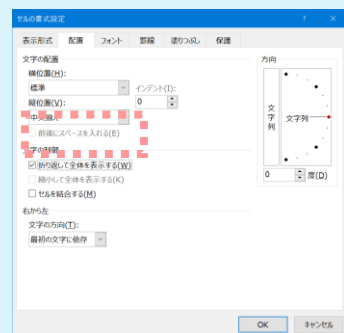 セルの書式設定
? ×
表示形式 配置 フォント 罫線 塗りつぶし 保護
文字の配置
横位置(H):
標準
インデント(I):
縦位置(V):
0
中央揃え
前後にスペースを入れる(E)
文字の制御
折り返して全体を表示する(W)
縮小して全体を表示する(K)
セルを結合する(M)
右から左
文字の方向(T):
最初の文字に依存
方向
文字列
文字列
0 度(D)
OK キャンセル